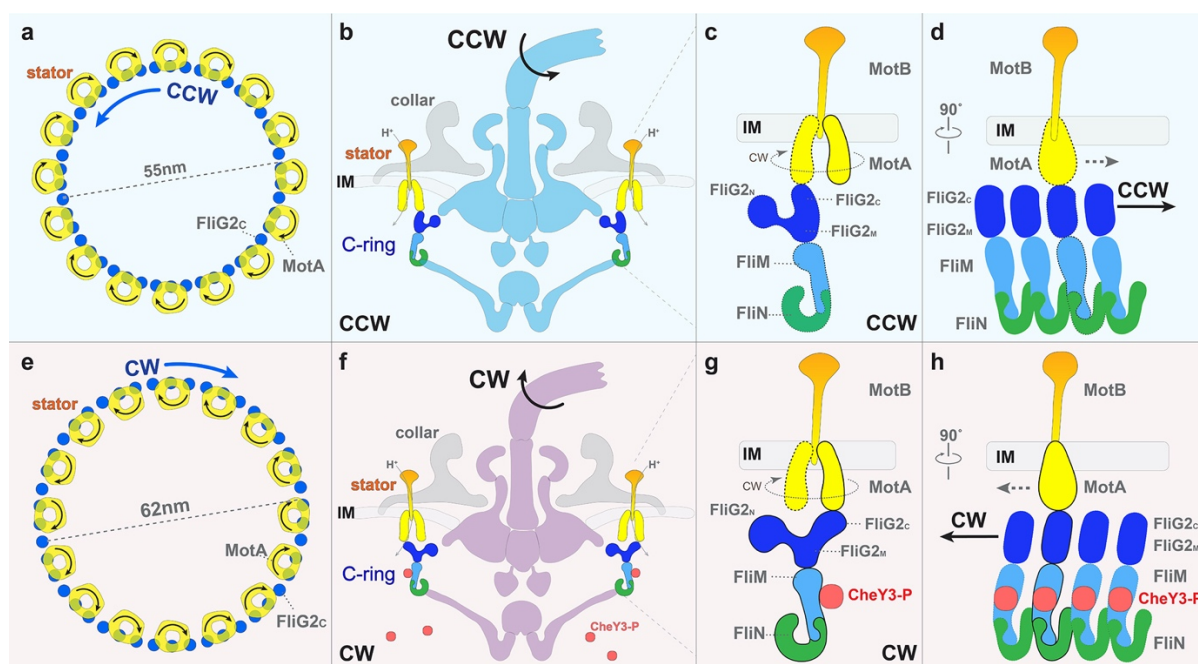 a
stator
CCW
55nm
FliG2C
MotA
b
CCW
collar
H+
H+
stator
IM
C-ring
CCW
c
MotB
IM
CW
MotA
FliG2N
FliG2C
FliG2M
FliM
FliN
CCW
d
MotB
90°
IM
MotA
CCW
FliG2C
FliG2M
FliM
FliN
e
CW
stator
62nm
MotA
FliG2C
f
CW
collar
H+
H+
stator
IM
C-ring
CheY3-P
CW
g
MotB
IM
CW
MotA
FliG2N
FliG2C
FliG2M
FliM
CheY3-P
FliN
CW
h
MotB
90°
IM
MotA
CW
FliG2C
FliG2M
FliM
CheY3-P
FliN